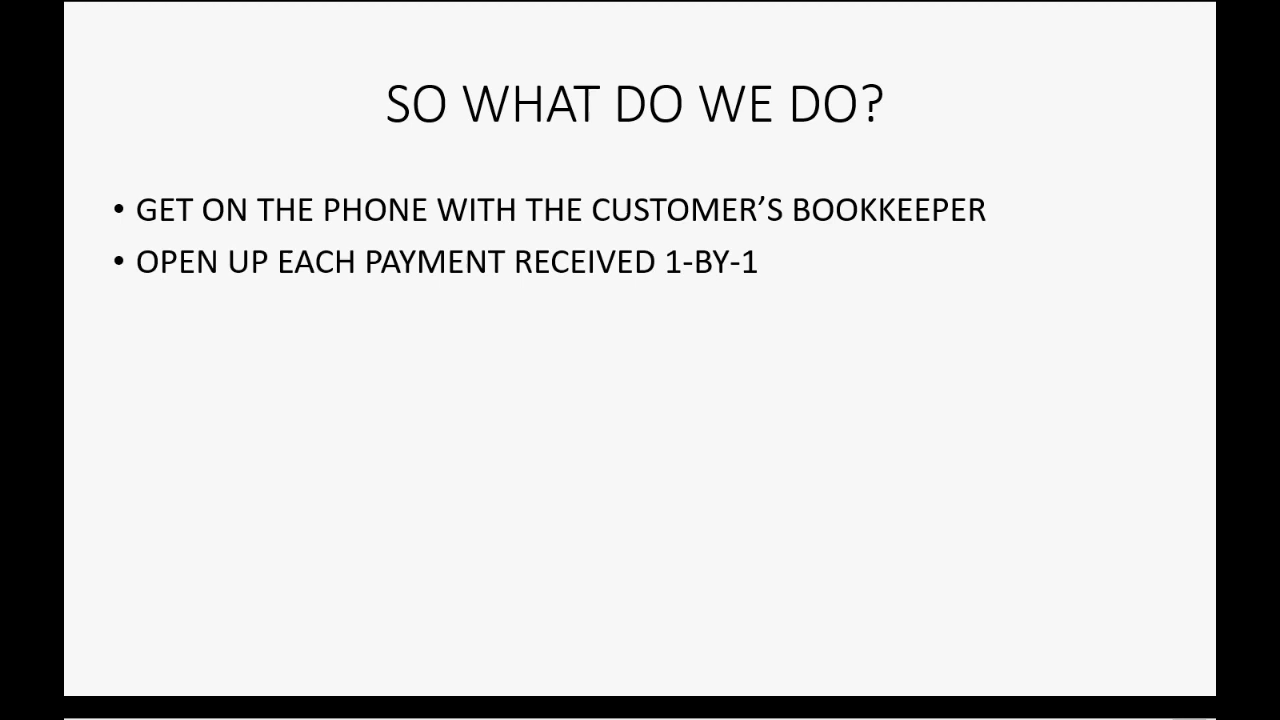 SO WHAT DO WE DO?
• GET ON THE PHONE WITH THE CUSTOMER’S BOOKKEEPER
• OPEN UP EACH PAYMENT RECEIVED 1-BY-1